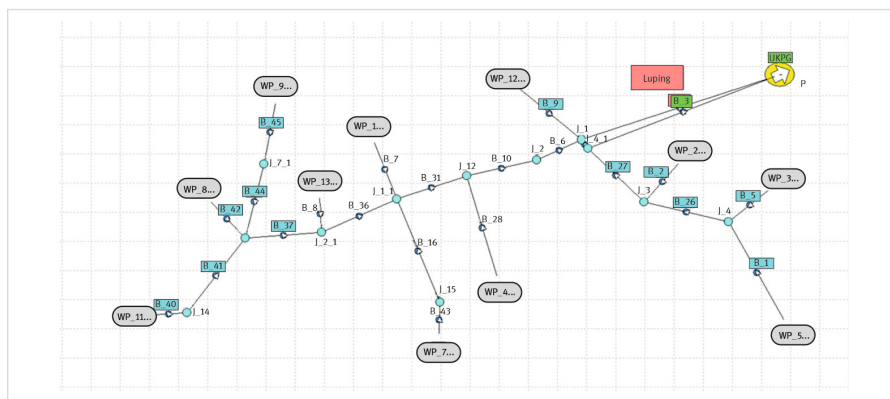 UKPG
P
Luping
B_3
WP_12...
B_9
J_1
J_4_1
B_6
J_2
B_10
B_27
WP_2...
B_2
J_3
B_26
WP_3...
B_5
J_4
B_1
WP_5...
WP_9...
B_45
J_7_1
B_44
WP_8...
B_42
B_37
B_41
B_40
WP_11...
J_14
WP_13...
B_8
J_2_1
B_36
WP_1...
B_7
J_1_1
B_31
J_12
B_28
WP_4...
B_16
J_15
B_43
WP_7...